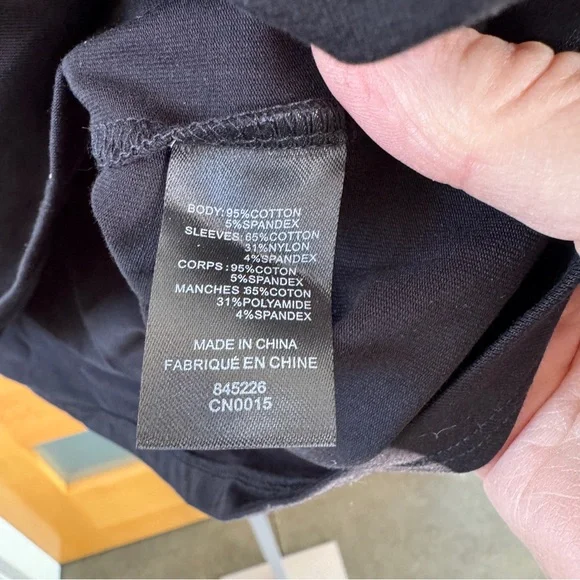 BODY: 95%COTTON
5%SPANDEX
SLEEVES: 65%COTTON
31%NYLON
4%SPANDEX
CORPS: 95%COTON
5%SPANDEX
MANCHES: 65%COTON
31%POLYAMIDE
4%SPANDEX
MADE IN CHINA
FABRIQUÉ EN CHINE
845226
CN0015